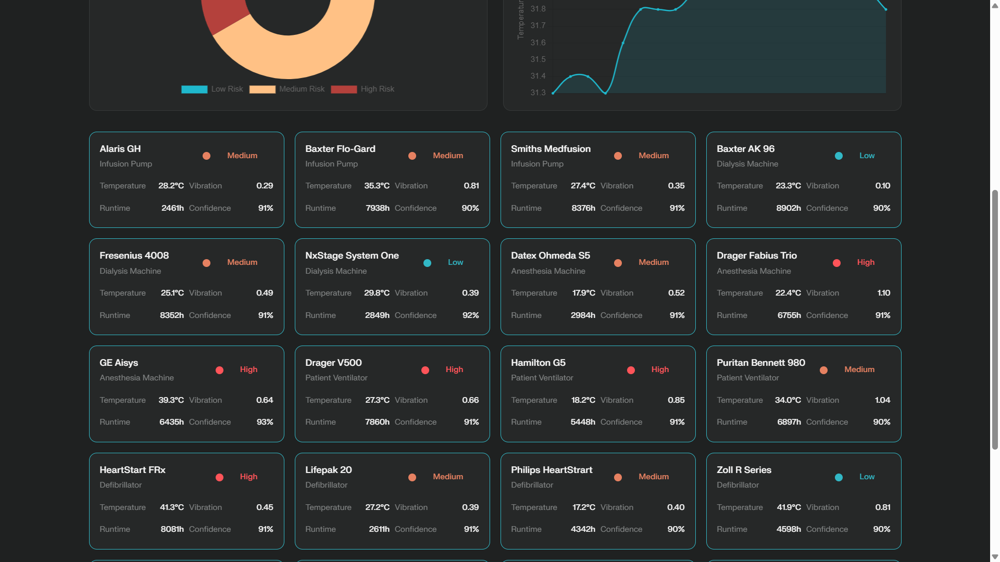 Temperatur
31.8
31.7
31.6
31.5
31.4
31.3
Low Risk Medium Risk High Risk
Alaris GH
Medium
Infusion Pump
Temperature 28.2°C Vibration 0.29
Runtime 2461h Confidence 91%
Baxter Flo-Gard
Medium
Infusion Pump
Temperature 35.3°C Vibration 0.81
Runtime 7938h Confidence 90%
Smiths Medfusion
Medium
Infusion Pump
Temperature 27.4°C Vibration 0.35
Runtime 8376h Confidence 91%
Baxter AK 96
Low
Dialysis Machine
Temperature 23.3°C Vibration 0.10
Runtime 8902h Confidence 90%
Fresenius 4008
Medium
Dialysis Machine
Temperature 25.1°C Vibration 0.49
Runtime 8352h Confidence 91%
NxStage System One
Low
Dialysis Machine
Temperature 29.8°C Vibration 0.39
Runtime 2849h Confidence 92%
Datex Ohmeda S5
Medium
Anesthesia Machine
Temperature 17.9°C Vibration 0.52
Runtime 2984h Confidence 91%
Drager Fabius Trio
High
Anesthesia Machine
Temperature 22.4°C Vibration 1.10
Runtime 6755h Confidence 91%
GE Aisys
High
Anesthesia Machine
Temperature 39.3°C Vibration 0.64
Runtime 6435h Confidence 93%
Drager V500
High
Patient Ventilator
Temperature 27.3°C Vibration 0.66
Runtime 7860h Confidence 91%
Hamilton G5
High
Patient Ventilator
Temperature 18.2°C Vibration 0.85
Runtime 5448h Confidence 91%
Puritan Bennett 980
Medium
Patient Ventilator
Temperature 34.0°C Vibration 1.04
Runtime 6897h Confidence 90%
HeartStart FRx
High
Defibrillator
Temperature 41.3°C Vibration 0.45
Runtime 8081h Confidence 91%
Lifepak 20
Medium
Defibrillator
Temperature 27.2°C Vibration 0.39
Runtime 2611h Confidence 91%
Philips HeartStrart
Medium
Defibrillator
Temperature 17.2°C Vibration 0.40
Runtime 4342h Confidence 90%
Zoll R Series
Low
Defibrillator
Temperature 41.9°C Vibration 0.81
Runtime 4598h Confidence 90%